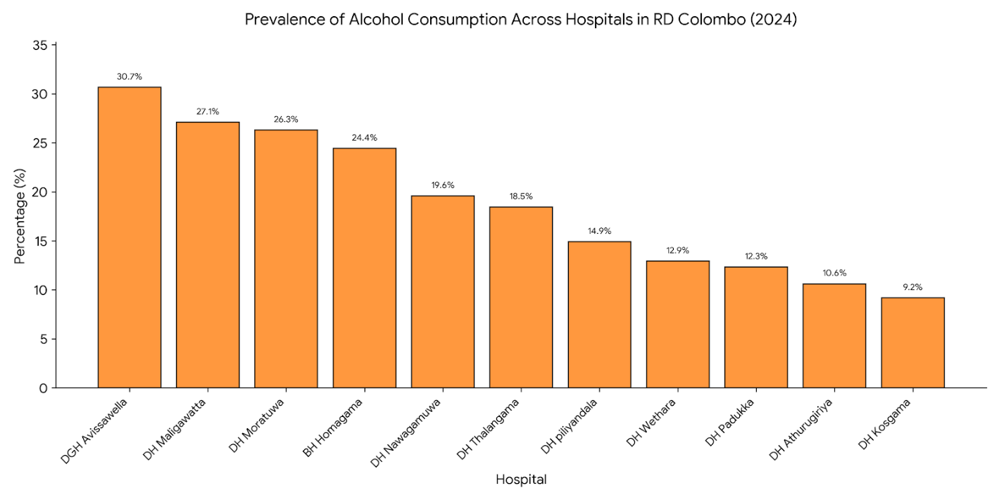 Prevalence of Alcohol Consumption Across Hospitals in RD Colombo (2024)
Percentage (%)
35
30
25
20
15
10
5
0
30.7%
27.1%
26.3%
24.4%
19.6%
18.5%
14.9%
12.9%
12.3%
10.6%
9.2%
DGH Avissawella
DH Maligawatta
DH Moratuwa
BH Homagama
DH Nawagamuwa
DH Thalangama
DH piliyandala
DH Wethara
DH Padukka
DH Athurugiriya
DH Kosgama
Hospital